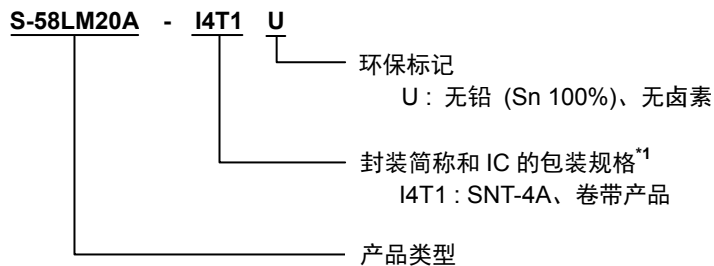 S-58LM20A - I4T1 U
环保标记
U : 无铅 (Sn 100%)、无卤素
封装简称和 IC 的包装规格*1
I4T1 : SNT-4A、卷带产品
产品类型